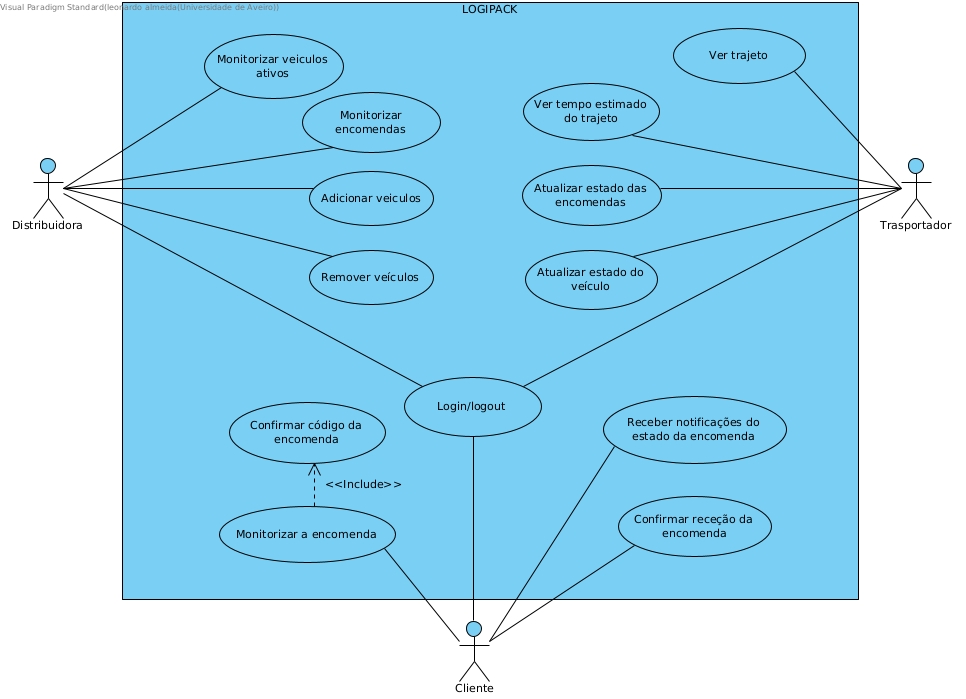 Visual Paradigm Standard(leonardo almeida(Universidade de Aveiro))
LOGIPACK
Monitorizar veiculos
ativos
Ver trajeto
Monitorizar
encomendas
Ver tempo estimado
do trajeto
Adicionar veiculos
Atualizar estado das
encomendas
Distribuidora
Trasportador
Remover veículos
Atualizar estado do
veículo
Login/logout
Confirmar código da
encomenda
Receber notificações do
estado da encomenda
<<Include>>
Monitorizar a encomenda
Confirmar receção da
encomenda
Cliente